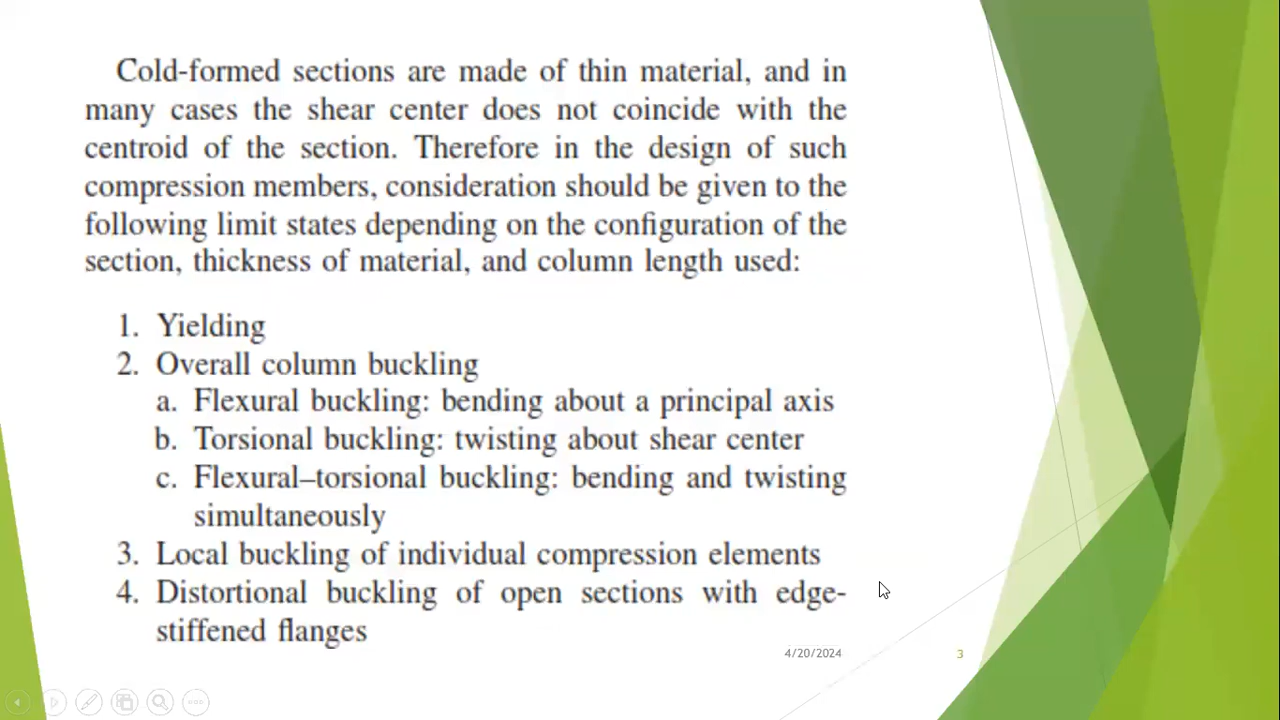 Cold-formed sections are made of thin material, and in
many cases the shear center does not coincide with the
centroid of the section. Therefore in the design of such
compression members, consideration should be given to the
following limit states depending on the configuration of the
section, thickness of material, and column length used:
1. Yielding
2. Overall column buckling
a. Flexural buckling: bending about a principal axis
b. Torsional buckling: twisting about shear center
c. Flexural–torsional buckling: bending and twisting
simultaneously
3. Local buckling of individual compression elements
4. Distortional buckling of open sections with edge-
stiffened flanges
4/20/2024
3